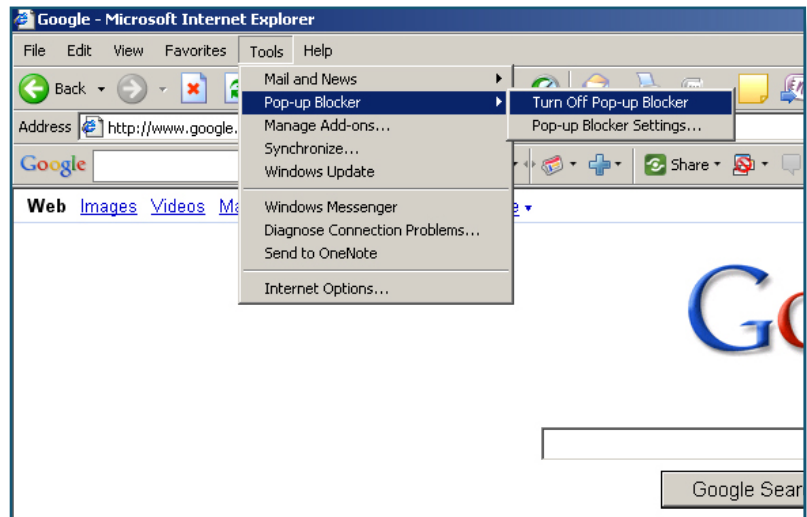 Google - Microsoft Internet Explorer
File Edit View Favorites Tools Help
Back
Mail and News
Pop-up Blocker
Turn Off Pop-up Blocker
Address http://www.google.
Manage Add-ons...
Pop-up Blocker Settings...
Synchronize...
Google
Windows Update
Share
Web Images Videos
Windows Messenger
Diagnose Connection Problems...
Send to OneNote
Internet Options...
Google Sear